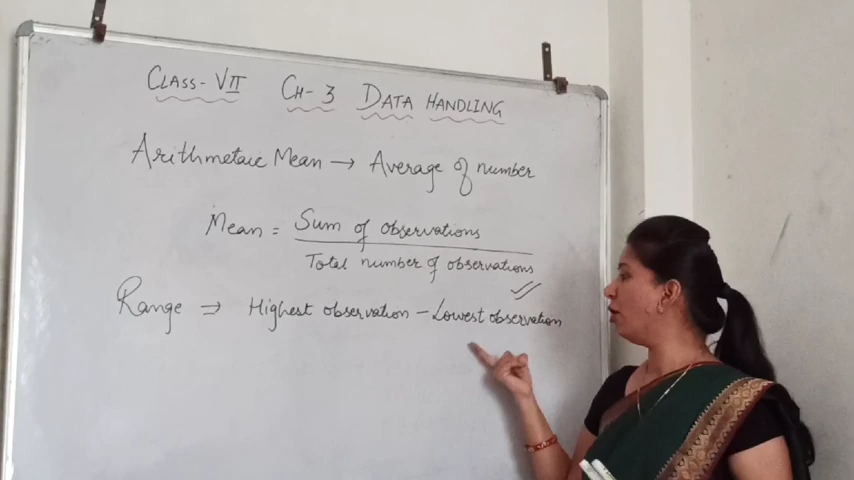 CLASS-VII CH-3 DATA HANDLING
Arithmetaic Mean → Average of number
Mean = Sum of observations
Total number of observations
Range ⇒ Highest observation - Lowest observation